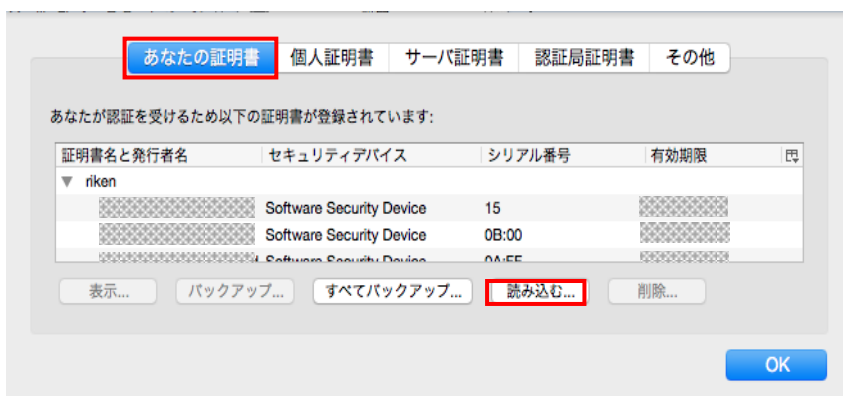 あなたの証明書 個人証明書 サーバ証明書 認証局証明書 その他
あなたが認証を受けるため以下の証明書が登録されています:
証明書名と発行者名 セキュリティデバイス シリアル番号 有効期限
▼ riken
Software Security Device 15
Software Security Device 0B:00
Software Security Device
表示... バックアップ... すべてバックアップ... 読み込む... 削除...
OK